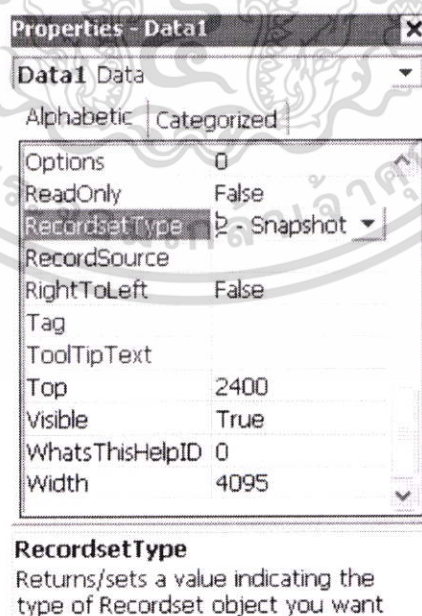 Properties - Data1
Data1 Data
Alphabetic Categorized
Options 0
ReadOnly False
RecordsetType 2 - Snapshot
RecordSource
RightToLeft False
Tag
ToolTipText
Top 2400
Visible True
WhatsThisHelpID 0
Width 4095
RecordsetType
Returns/sets a value indicating the
type of Recordset object you want